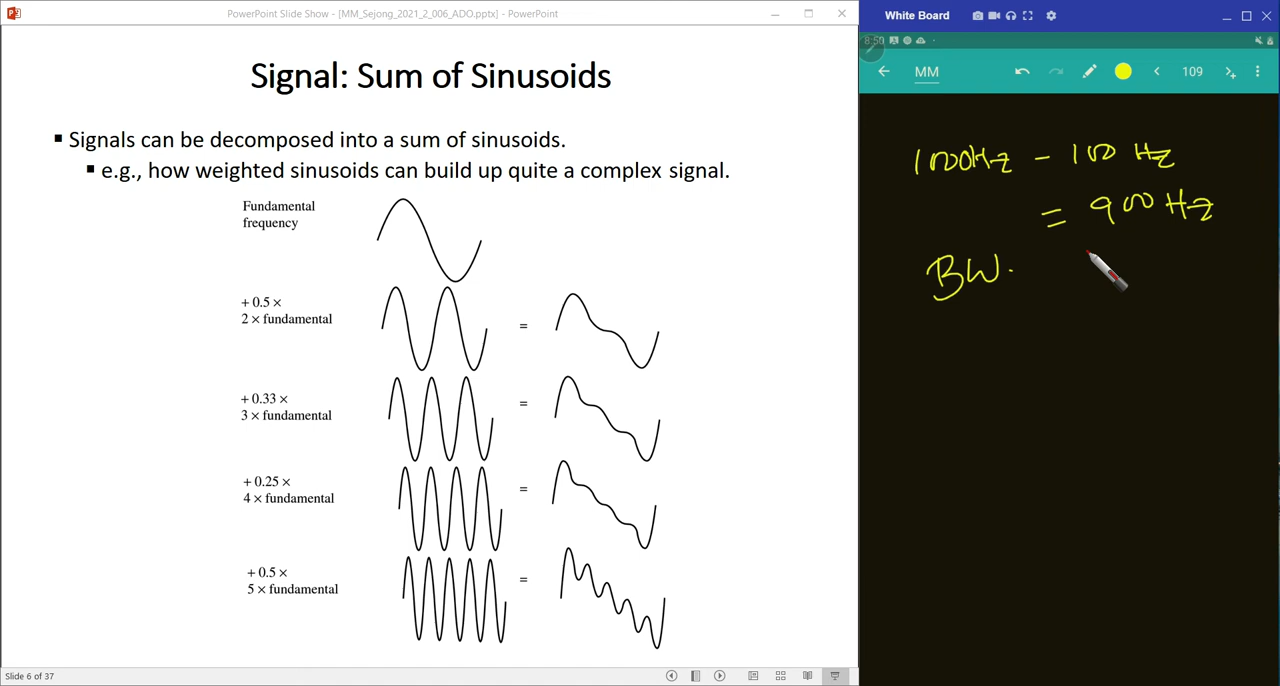 PowerPoint Slide Show - [MM_Sejong_2021_2_006_ADO.pptx] - PowerPoint
Signal: Sum of Sinusoids
▪ Signals can be decomposed into a sum of sinusoids.
▪ e.g., how weighted sinusoids can build up quite a complex signal.
Fundamental
frequency
+ 0.5 ×
2 × fundamental
=
+ 0.33 ×
3 × fundamental
=
+ 0.25 ×
4 × fundamental
=
+ 0.5 ×
5 × fundamental
=
Slide 6 of 37
White Board
8:50
MM
109
1000Hz - 100 Hz
= 900 Hz
BW.